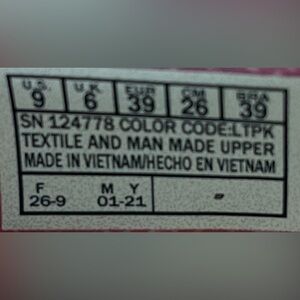 U.S. U.K EUR CM BRA
9 6 39 26 39
SN 124778 COLOR CODE:LTPK
TEXTILE AND MAN MADE UPPER
MADE IN VIETNAM/HECHO EN VIETNAM
F M Y
26-9 01-21